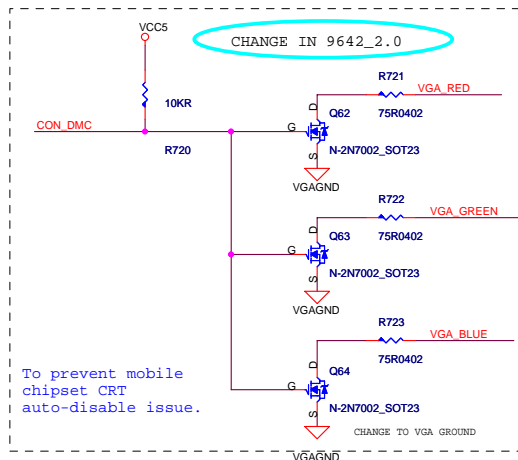 VCC5
CHANGE IN 9642_2.0
10KR
CON_DMC
R720
R721
VGA_RED
75R0402
D
Q62
G
N-2N7002_SOT23
S
VGAGND
R722
VGA_GREEN
75R0402
D
Q63
G
N-2N7002_SOT23
S
VGAGND
R723
VGA_BLUE
75R0402
D
Q64
G
N-2N7002_SOT23
S
To prevent mobile
chipset CRT
auto-disable issue.
CHANGE TO VGA GROUND
VGAGND